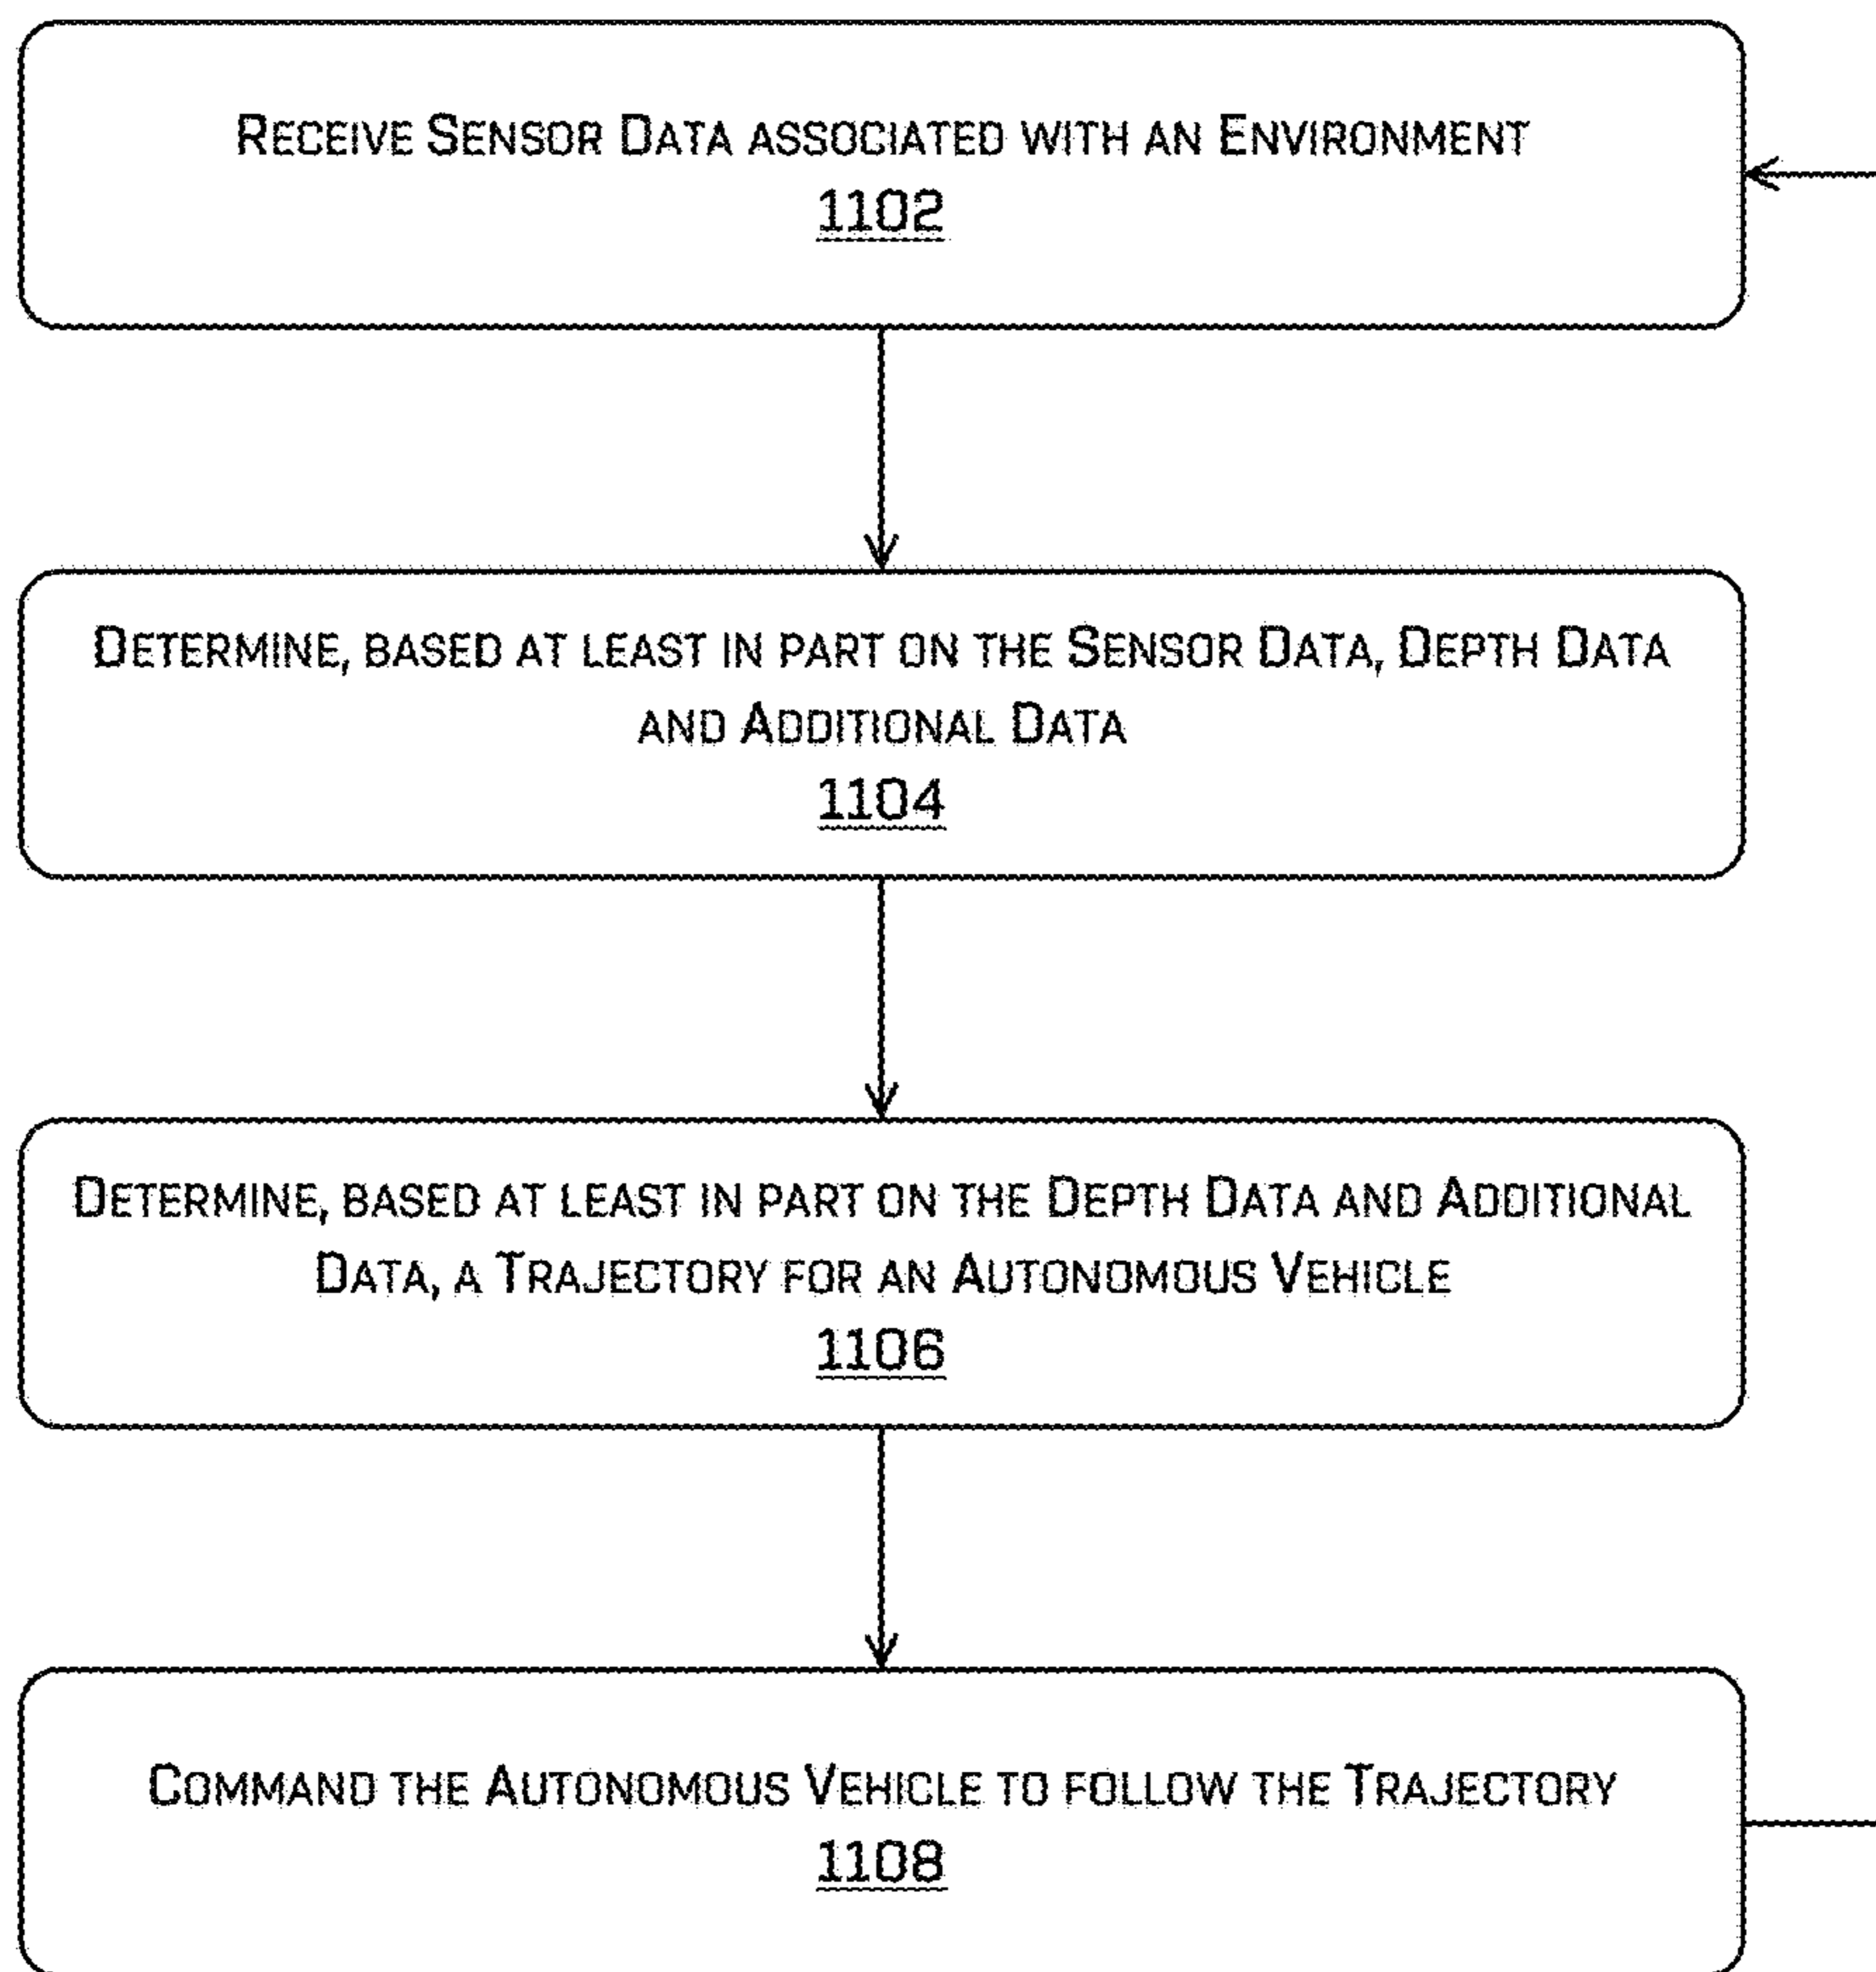 Receive Sensor Data associated with an Environment
1102
Determine, based at least in part on the Sensor Data, Depth Data
and Additional Data
1104
Determine, based at least in part on the Depth Data and Additional
Data, a Trajectory for an Autonomous Vehicle
1106
Command the Autonomous Vehicle to follow the Trajectory
1108